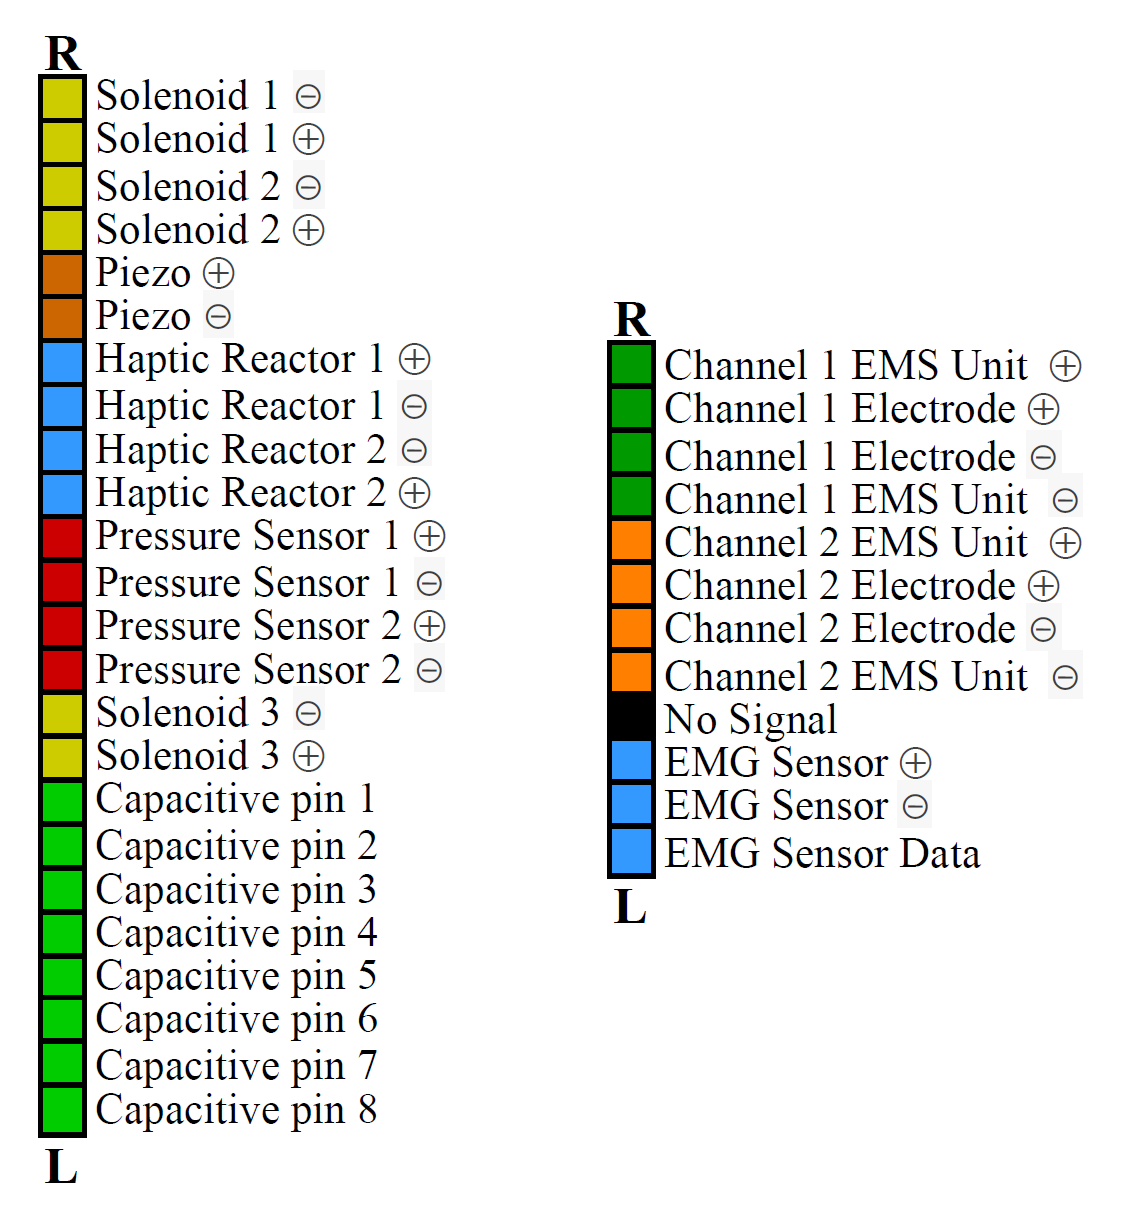 R
Solenoid 1 ⊖
Solenoid 1 ⊕
Solenoid 2 ⊖
Solenoid 2 ⊕
Piezo ⊕
Piezo ⊖
Haptic Reactor 1 ⊕
Haptic Reactor 1 ⊖
Haptic Reactor 2 ⊖
Haptic Reactor 2 ⊕
Pressure Sensor 1 ⊕
Pressure Sensor 1 ⊖
Pressure Sensor 2 ⊕
Pressure Sensor 2 ⊖
Solenoid 3 ⊖
Solenoid 3 ⊕
Capacitive pin 1
Capacitive pin 2
Capacitive pin 3
Capacitive pin 4
Capacitive pin 5
Capacitive pin 6
Capacitive pin 7
Capacitive pin 8
L
R
Channel 1 EMS Unit ⊕
Channel 1 Electrode ⊕
Channel 1 Electrode ⊖
Channel 1 EMS Unit ⊖
Channel 2 EMS Unit ⊕
Channel 2 Electrode ⊕
Channel 2 Electrode ⊖
Channel 2 EMS Unit ⊖
No Signal
EMG Sensor ⊕
EMG Sensor ⊖
EMG Sensor Data
L